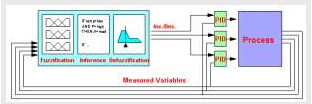 Inc./Dec.
PID
PID
PID
Process
Fuzzification
Inference
Defuzzification
Measured Variables